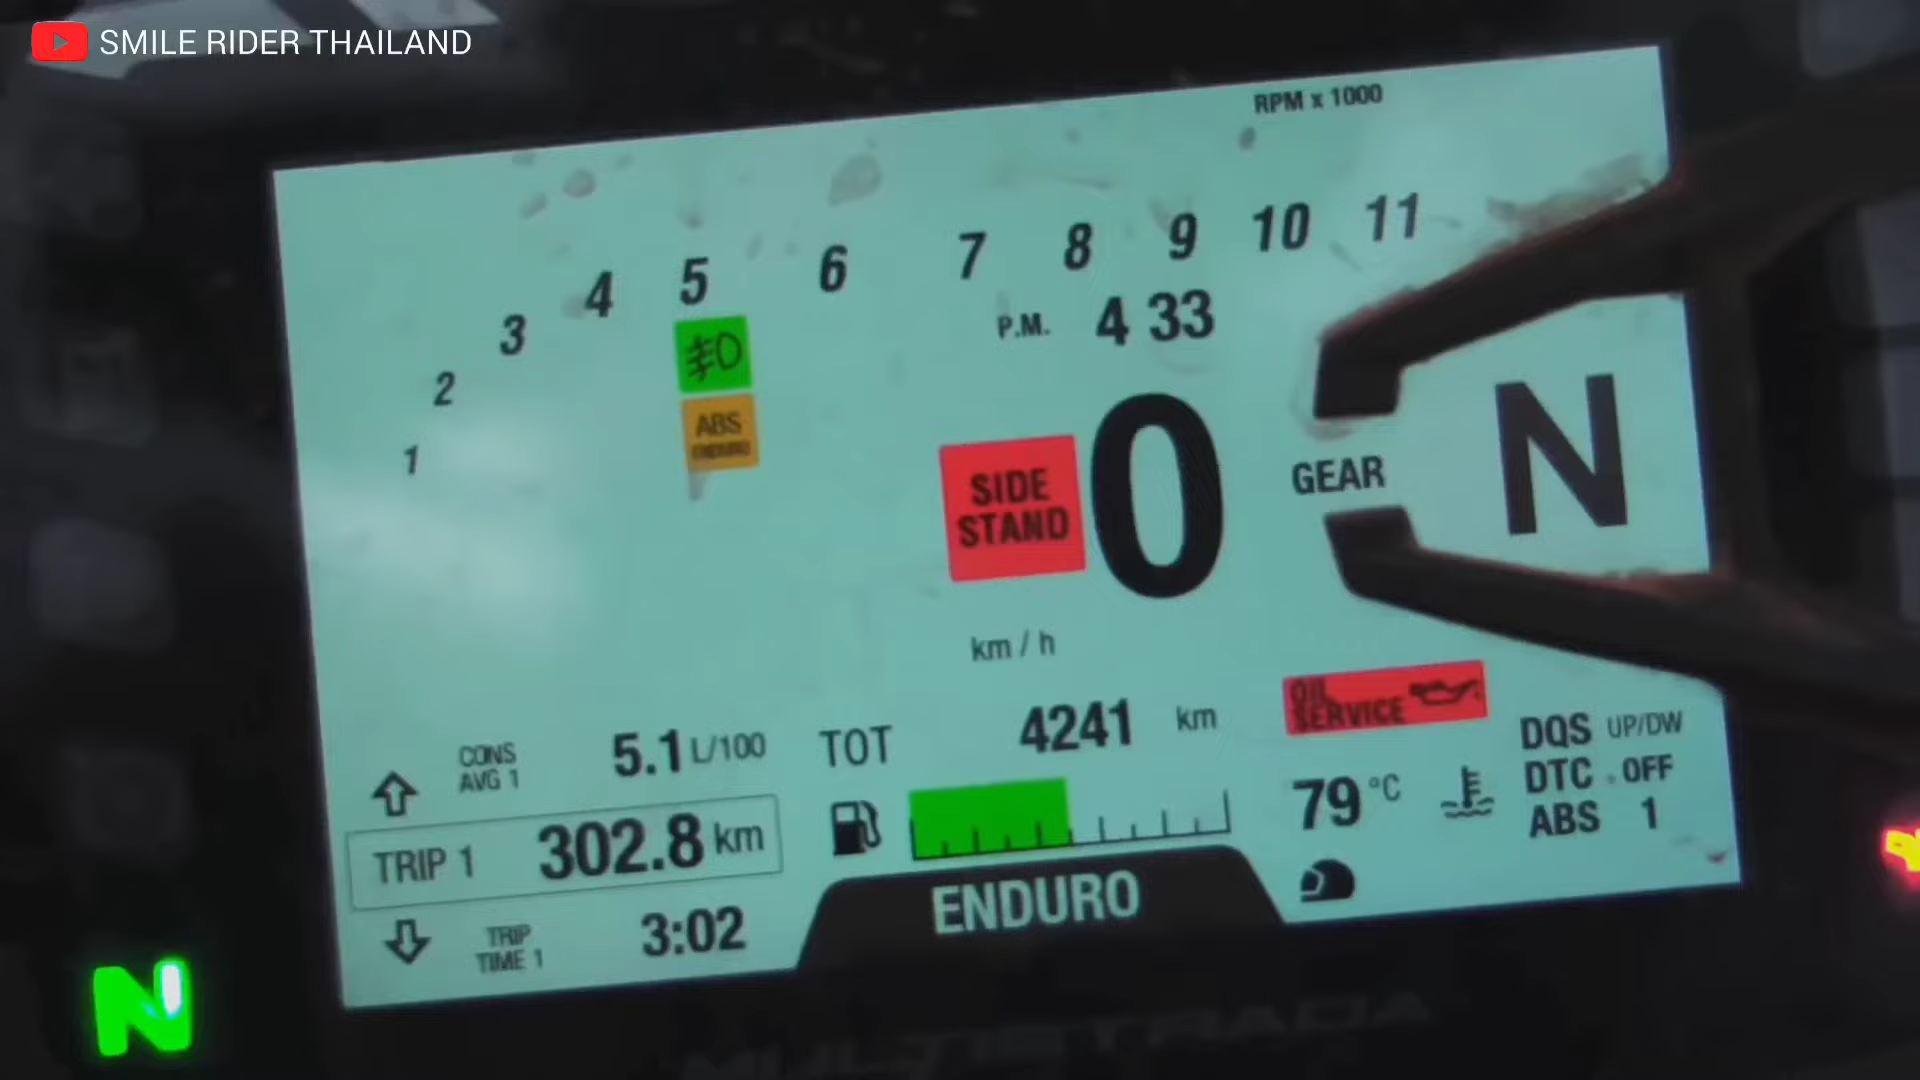 SMILE RIDER THAILAND
RPM x 1000
1 2 3 4 5 6 7 8 9 10 11
P.M. 4 33
ABS
ENDURO
SIDE
STAND
0
GEAR
N
km / h
OIL
SERVICE
CONS
AVG 1
5.1 L/100
TOT 4241 km
DQS UP/DW
DTC OFF
ABS 1
79 °C
TRIP 1 302.8 km
ENDURO
TRIP
TIME 1
3:02
N
MULTISTRADA